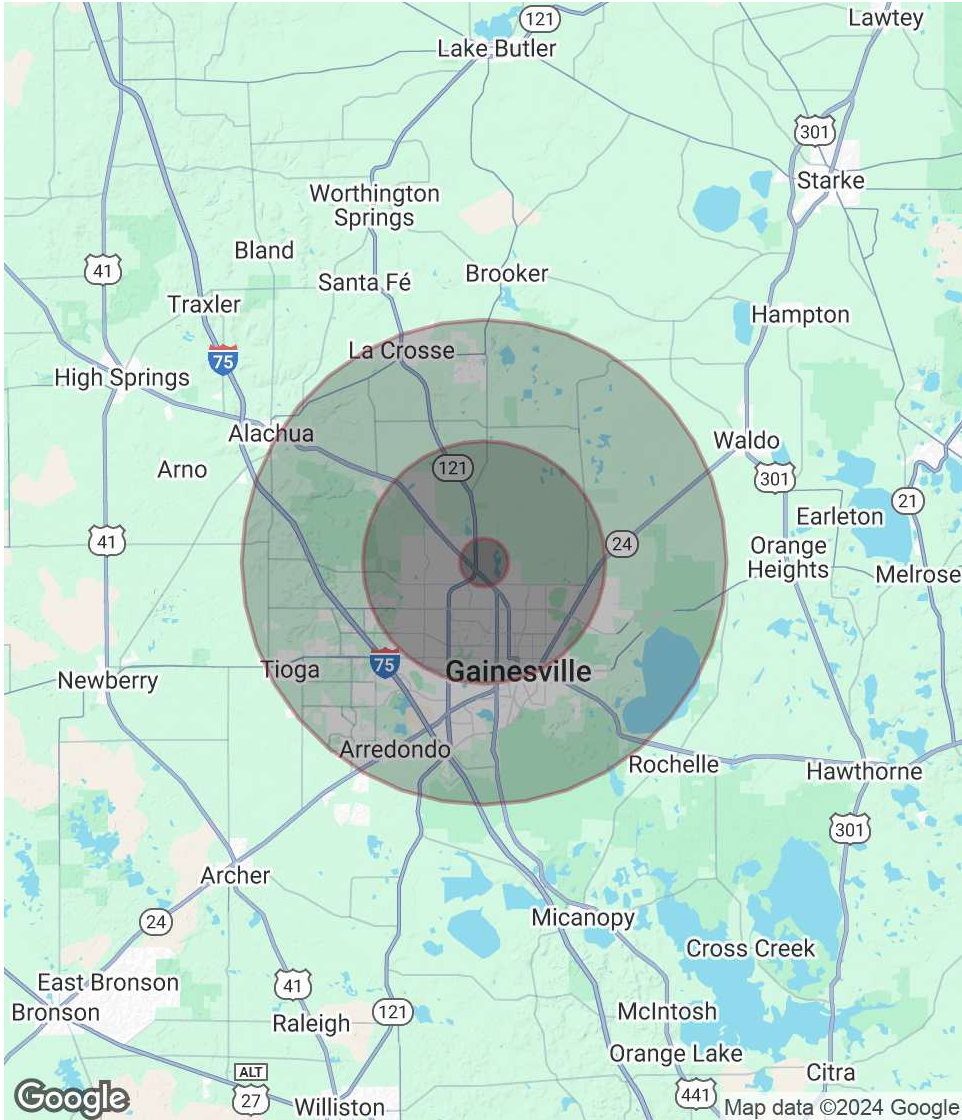 121
Lawtey
Lake Butler
301
Starke
Worthington
Springs
Bland
41
Santa Fé
Brooker
Traxler
Hampton
75
La Crosse
High Springs
Alachua
Waldo
Arno
121
301
21
Earleton
41
24
Orange
Heights
Melrose
Newberry
Tioga
75
Gainesville
Arredondo
Rochelle
Hawthorne
301
Archer
24
Micanopy
Cross Creek
East Bronson
41
Bronson
Raleigh
121
McIntosh
Orange Lake
Citra
ALT
27
Williston
441
Google
Map data ©2024 Google